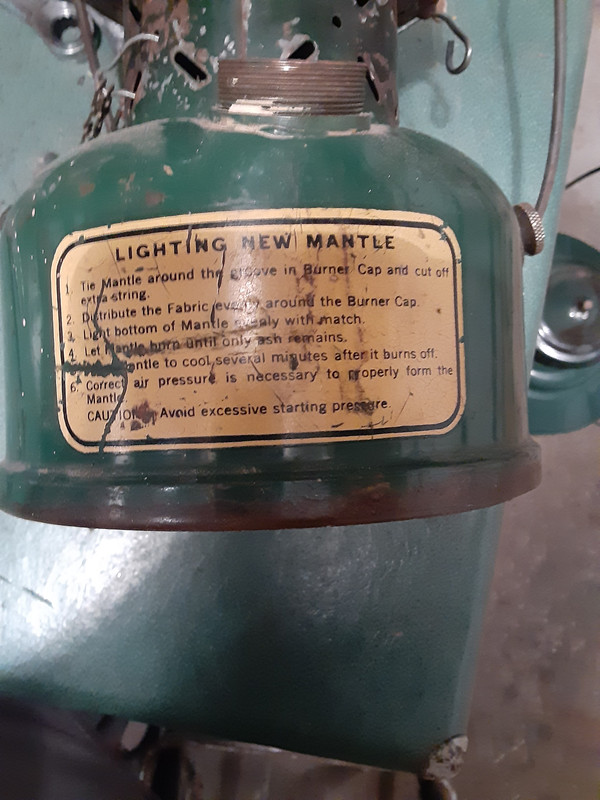 LIGHTING NEW MANTLE
1. Tie Mantle around the groove in Burner Cap and cut off
extra string.
2. Distribute the Fabric evenly around the Burner Cap.
3. Light bottom of Mantle evenly with match.
4. Let Mantle burn until only ash remains.
Mantle to cool several minutes after it burns off.
6. Correct air pressure is necessary to properly form the
Mantle.
CAUTION: Avoid excessive starting pressure.